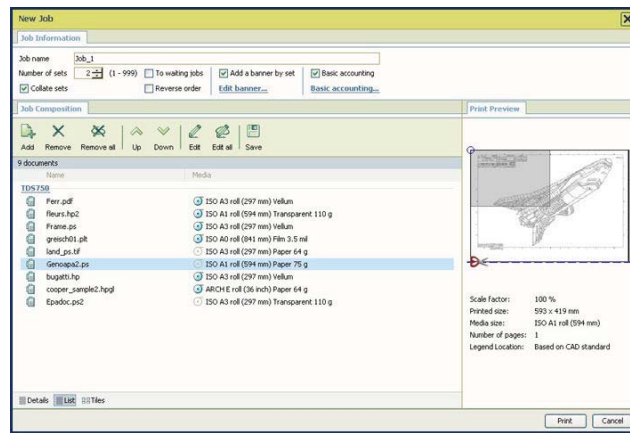 New Job
Job Information
Job name Job_1
Number of sets 2 (1 - 999) To waiting jobs Add a banner by set Basic accounting
Collate sets Reverse order Edit banner... Basic accounting...
Job Composition Print Preview
Add Remove Remove all Up Down Edit Edit all Save
9 documents
Name Media
TDS750
Ferr.pdf ISO A3 roll (297 mm) Vellum
fleurs.hp2 ISO A1 roll (594 mm) Transparent 110 g
Frame.ps ISO A3 roll (297 mm) Vellum
greisch01.plt ISO A0 roll (841 mm) Film 3.5 mil
land_ps.tif ISO A3 roll (297 mm) Paper 64 g
Genoapa2.ps ISO A1 roll (594 mm) Paper 75 g
bugatti.hp ISO A3 roll (297 mm) Vellum
cooper_sample2.hpgl ARCH E roll (36 inch) Paper 64 g
Epadoc.ps2 ISO A3 roll (297 mm) Transparent 110 g
Scale factor: 100 %
Printed size: 593 x 419 mm
Media size: ISO A1 roll (594 mm)
Number of pages: 1
Legend Location: Based on CAD standard
Details List Tiles
Print Cancel